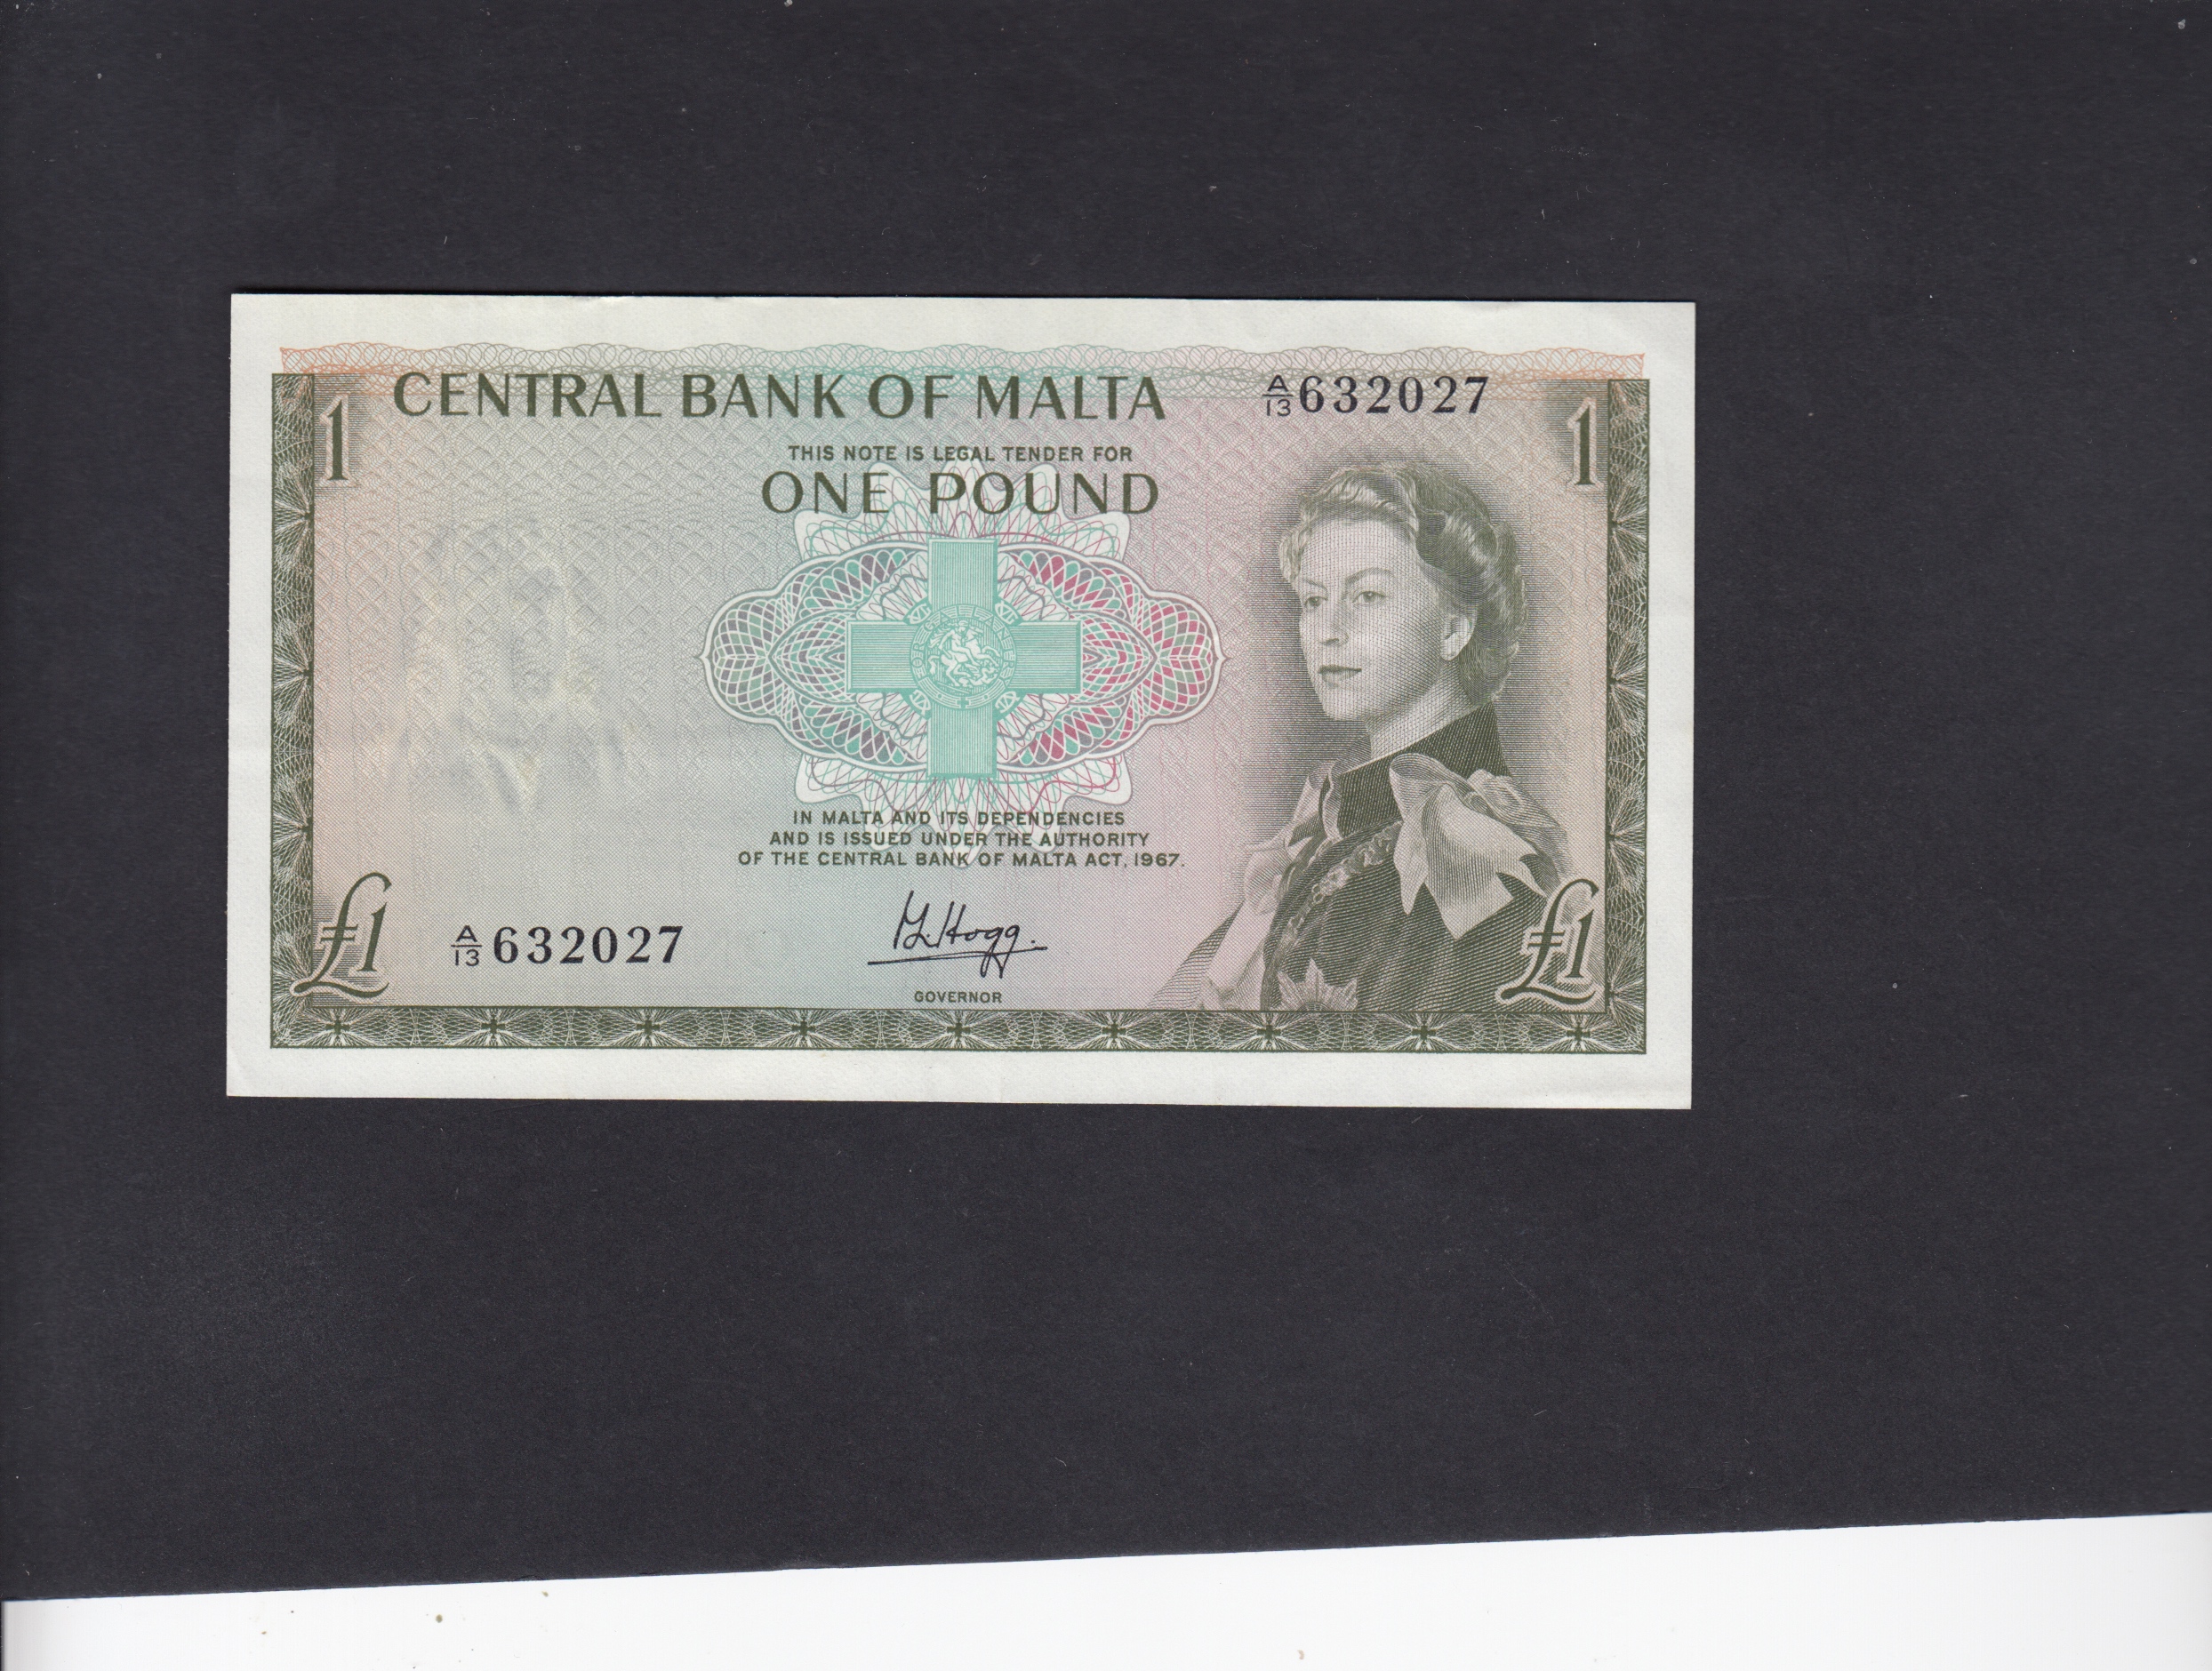 CENTRAL BANK OF MALTA
A/13 632027
1
1
THIS NOTE IS LEGAL TENDER FOR
ONE POUND
IN MALTA AND ITS DEPENDENCIES
AND IS ISSUED UNDER THE AUTHORITY
OF THE CENTRAL BANK OF MALTA ACT, 1967.
£1
A/13 632027
Hogg.
£1
GOVERNOR